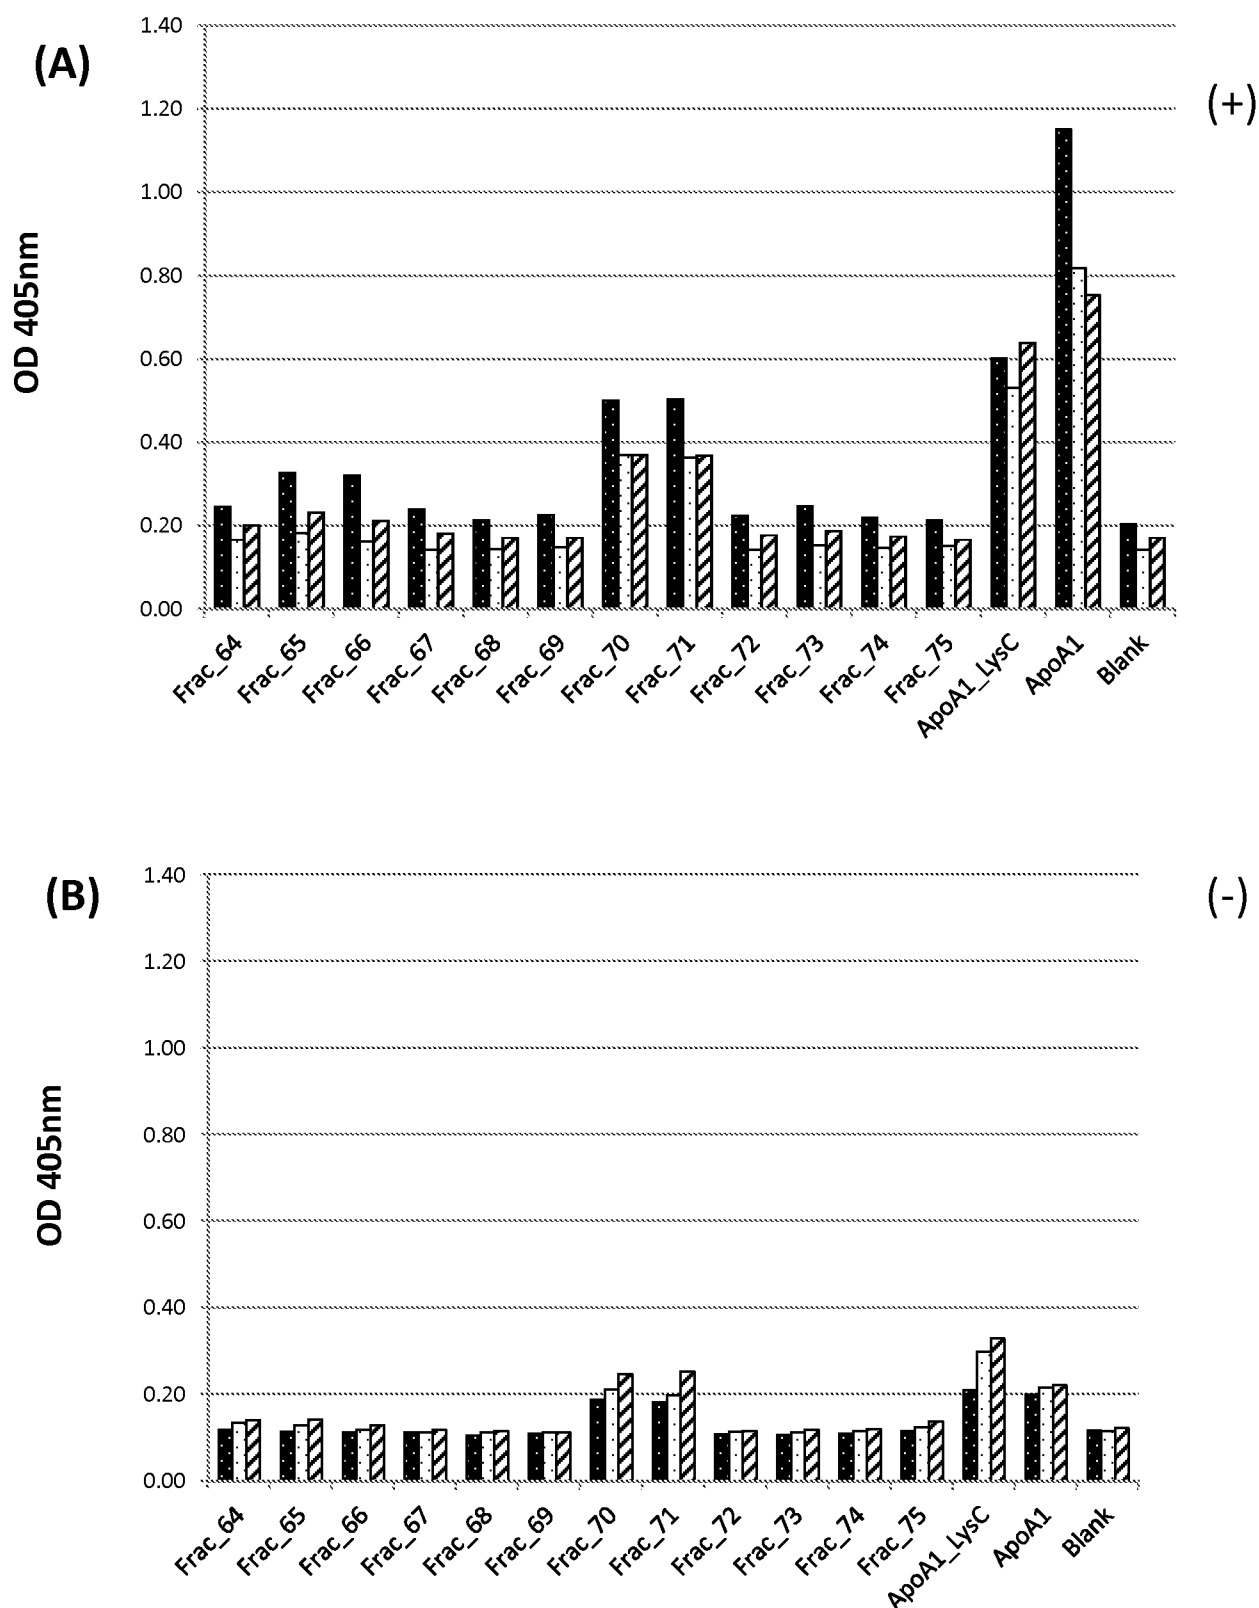 (A)
(+)
OD 405nm
1.40
1.20
1.00
0.80
0.60
0.40
0.20
0.00
Frac_64
Frac_65
Frac_66
Frac_67
Frac_68
Frac_69
Frac_70
Frac_71
Frac_72
Frac_73
Frac_74
Frac_75
ApoA1_LysC
ApoA1
Blank
(B)
(-)
OD 405nm
1.40
1.20
1.00
0.80
0.60
0.40
0.20
0.00
Frac_64
Frac_65
Frac_66
Frac_67
Frac_68
Frac_69
Frac_70
Frac_71
Frac_72
Frac_73
Frac_74
Frac_75
ApoA1_LysC
ApoA1
Blank